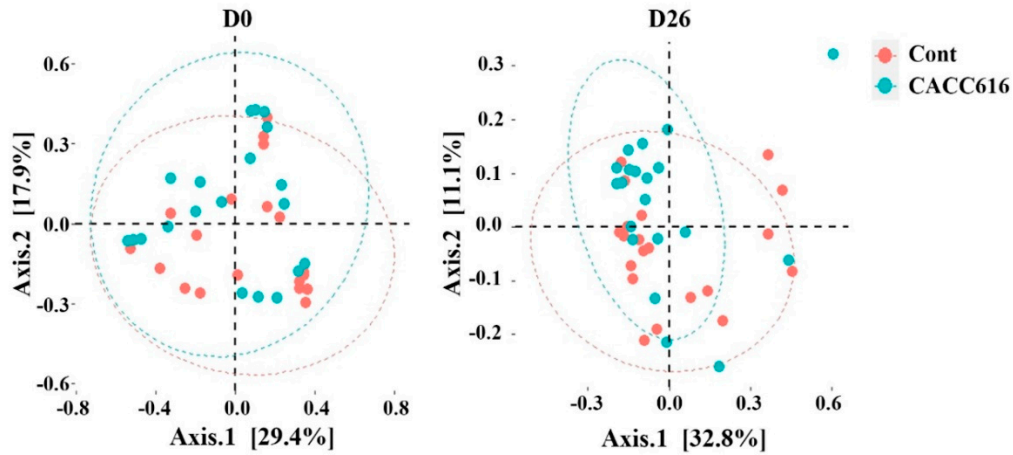 D0
0.6
0.3
0.0
-0.3
-0.6
Axis.2 [17.9%]
-0.8
-0.4
0.0
0.4
0.8
Axis.1 [29.4%]
D26
0.3
0.2
0.1
0.0
-0.1
-0.2
Axis.2 [11.1%]
-0.3
0.0
0.3
0.6
Axis.1 [32.8%]
Cont
CACC616